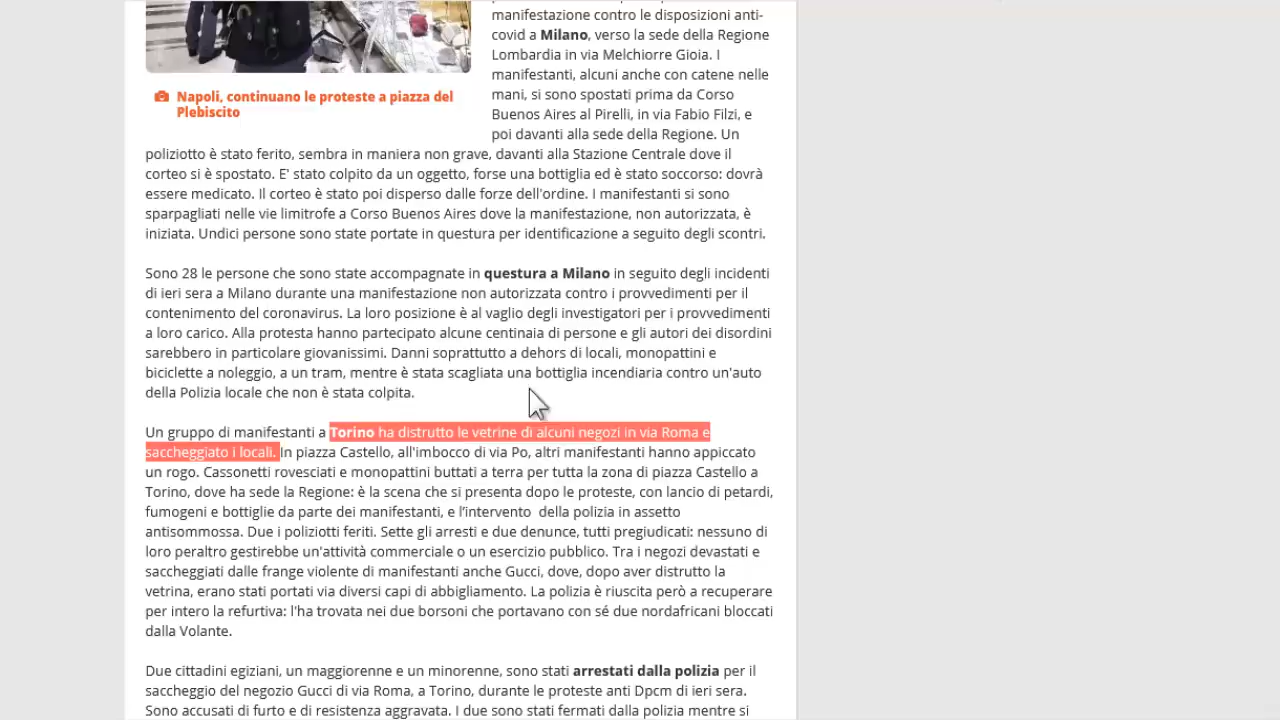 manifestazione contro le disposizioni anti-
covid a Milano, verso la sede della Regione
Lombardia in via Melchiorre Gioia. I
manifestanti, alcuni anche con catene nelle
mani, si sono spostati prima da Corso
Buenos Aires al Pirelli, in via Fabio Filzi, e
poi davanti alla sede della Regione. Un
Napoli, continuano le proteste a piazza del
Plebiscito
poliziotto è stato ferito, sembra in maniera non grave, davanti alla Stazione Centrale dove il
corteo si è spostato. E' stato colpito da un oggetto, forse una bottiglia ed è stato soccorso: dovrà
essere medicato. Il corteo è stato poi disperso dalle forze dell'ordine. I manifestanti si sono
sparpagliati nelle vie limitrofe a Corso Buenos Aires dove la manifestazione, non autorizzata, è
iniziata. Undici persone sono state portate in questura per identificazione a seguito degli scontri.
Sono 28 le persone che sono state accompagnate in questura a Milano in seguito degli incidenti
di ieri sera a Milano durante una manifestazione non autorizzata contro i provvedimenti per il
contenimento del coronavirus. La loro posizione è al vaglio degli investigatori per i provvedimenti
a loro carico. Alla protesta hanno partecipato alcune centinaia di persone e gli autori dei disordini
sarebbero in particolare giovanissimi. Danni soprattutto a dehors di locali, monopattini e
biciclette a noleggio, a un tram, mentre è stata scagliata una bottiglia incendiaria contro un'auto
della Polizia locale che non è stata colpita.
Un gruppo di manifestanti a Torino ha distrutto le vetrine di alcuni negozi in via Roma e
saccheggiato i locali. In piazza Castello, all'imbocco di via Po, altri manifestanti hanno appiccato
un rogo. Cassonetti rovesciati e monopattini buttati a terra per tutta la zona di piazza Castello a
Torino, dove ha sede la Regione: è la scena che si presenta dopo le proteste, con lancio di petardi,
fumogeni e bottiglie da parte dei manifestanti, e l'intervento  della polizia in assetto
antisommossa. Due i poliziotti feriti. Sette gli arresti e due denunce, tutti pregiudicati: nessuno di
loro peraltro gestirebbe un'attività commerciale o un esercizio pubblico. Tra i negozi devastati e
saccheggiati dalle frange violente di manifestanti anche Gucci, dove, dopo aver distrutto la
vetrina, erano stati portati via diversi capi di abbigliamento. La polizia è riuscita però a recuperare
per intero la refurtiva: l'ha trovata nei due borsoni che portavano con sé due nordafricani bloccati
dalla Volante.
Due cittadini egiziani, un maggiorenne e un minorenne, sono stati arrestati dalla polizia per il
saccheggio del negozio Gucci di via Roma, a Torino, durante le proteste anti Dpcm di ieri sera.
Sono accusati di furto e di resistenza aggravata. I due sono stati fermati dalla polizia mentre si